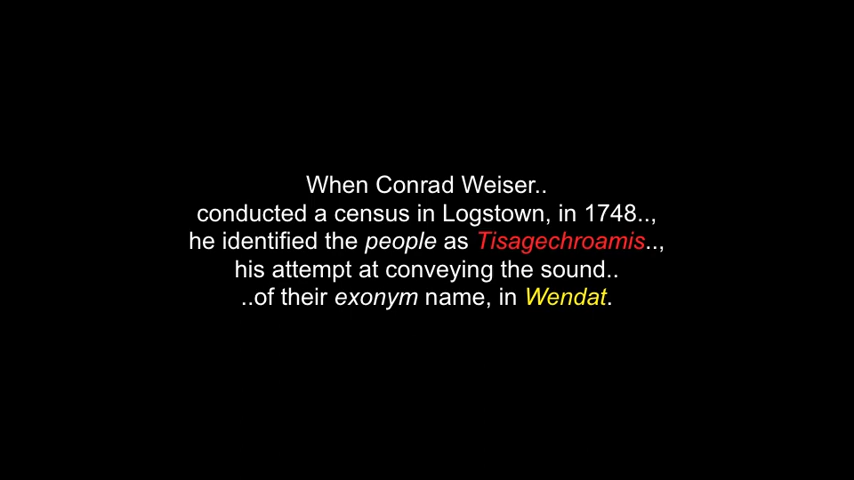 When Conrad Weiser..
conducted a census in Logstown, in 1748..,
he identified the people as Tisagechroamis..,
his attempt at conveying the sound..
..of their exonym name, in Wendat.